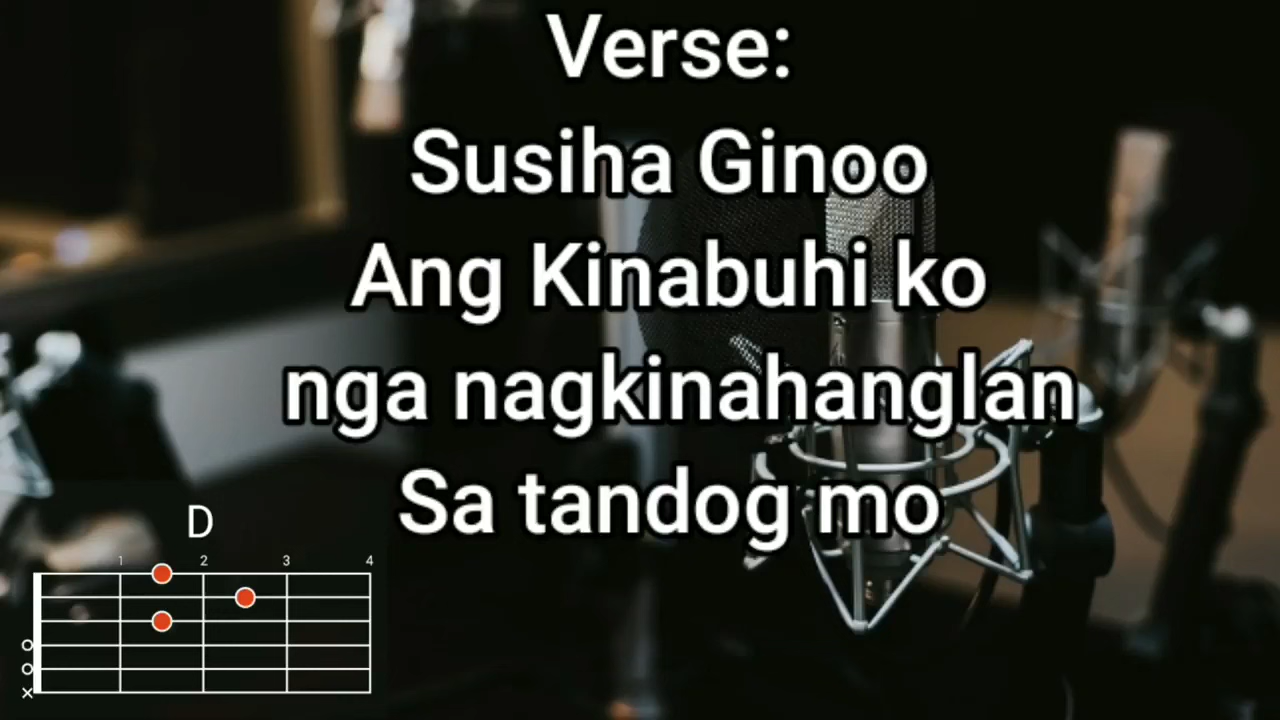 Verse:
Susiha Ginoo
Ang Kinabuhi ko
nga nagkinahanglan
Sa tandog mo
D
1 2 3 4
o
o
x